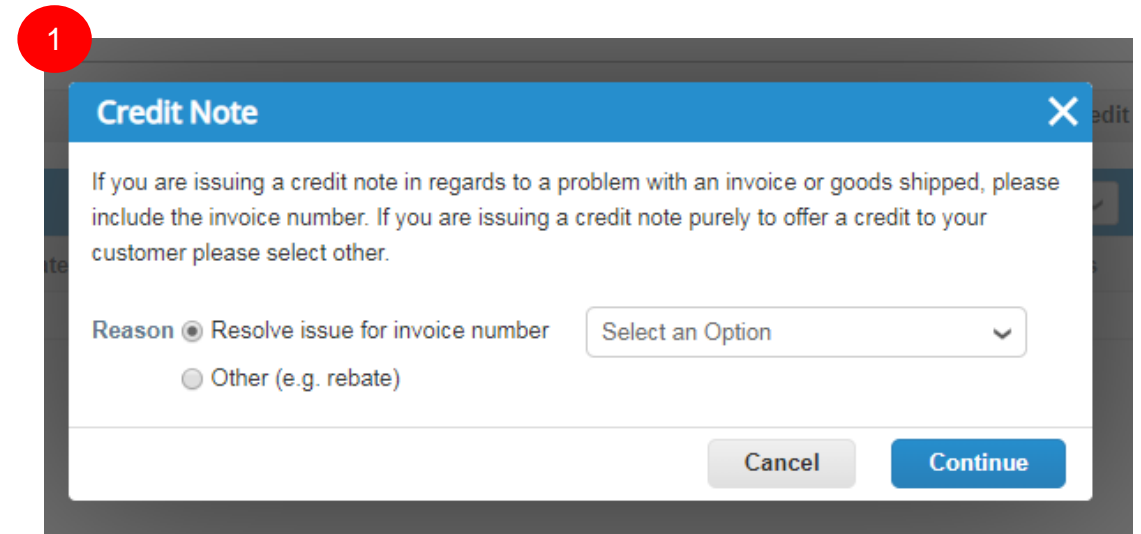 1
Credit Note
edit
If you are issuing a credit note in regards to a problem with an invoice or goods shipped, please
include the invoice number. If you are issuing a credit note purely to offer a credit to your
customer please select other.
Reason Resolve issue for invoice number Select an Option
Other (e.g. rebate)
Cancel Continue